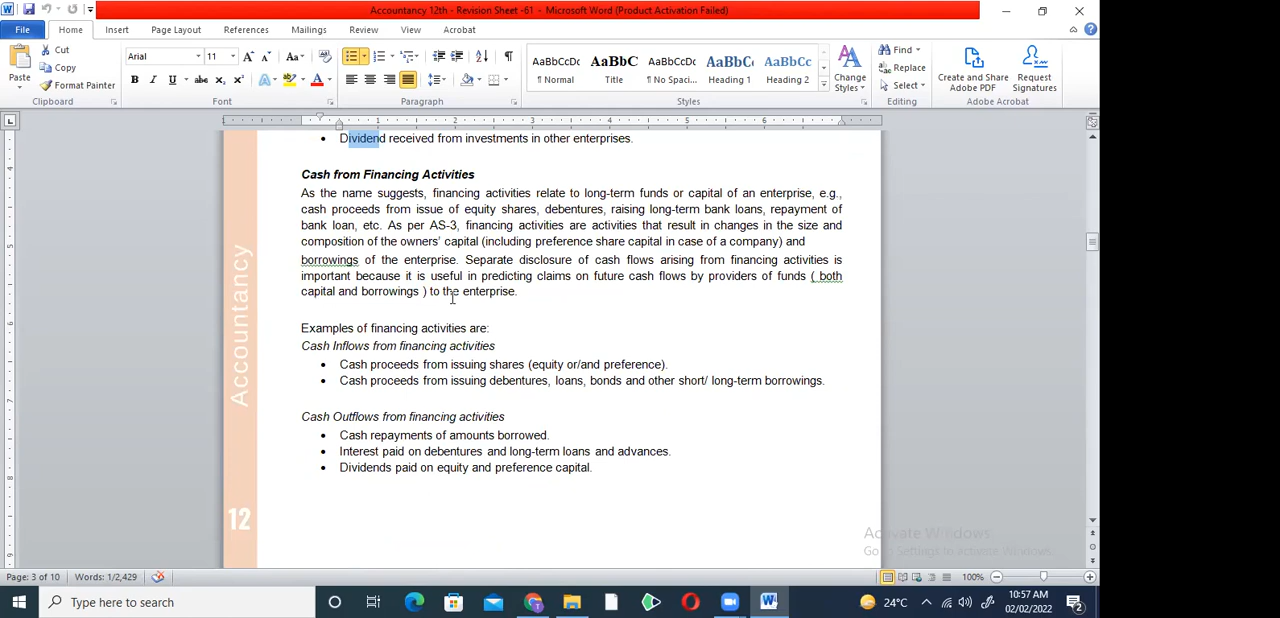 Accountancy 12th - Revision Sheet -61 - Microsoft Word (Product Activation Failed)
File Home Insert Page Layout References Mailings Review View Acrobat
Paste
Cut
Copy
Format Painter
Clipboard
Arial 11
Font
Paragraph
AaBbCcDc AaBbC AaBbCcDc AaBbC AaBbCc
¶ Normal Title ¶ No Spaci... Heading 1 Heading 2
Styles
Change
Styles
Find
Replace
Select
Editing
Create and Share
Adobe PDF
Request
Signatures
Adobe Acrobat
• Dividend received from investments in other enterprises.
Cash from Financing Activities
As the name suggests, financing activities relate to long-term funds or capital of an enterprise, e.g.,
cash proceeds from issue of equity shares, debentures, raising long-term bank loans, repayment of
bank loan, etc. As per AS-3, financing activities are activities that result in changes in the size and
composition of the owners' capital (including preference share capital in case of a company) and
borrowings of the enterprise. Separate disclosure of cash flows arising from financing activities is
important because it is useful in predicting claims on future cash flows by providers of funds ( both
capital and borrowings ) to the enterprise.
Examples of financing activities are:
Cash Inflows from financing activities
• Cash proceeds from issuing shares (equity or/and preference).
• Cash proceeds from issuing debentures, loans, bonds and other short/ long-term borrowings.
Cash Outflows from financing activities
• Cash repayments of amounts borrowed.
• Interest paid on debentures and long-term loans and advances.
• Dividends paid on equity and preference capital.
Accountancy
12
Activate Windows
Go to Settings to activate Windows.
Page: 3 of 10 Words: 1/2,429 100%
Type here to search
24°C
10:57 AM
02/02/2022
2